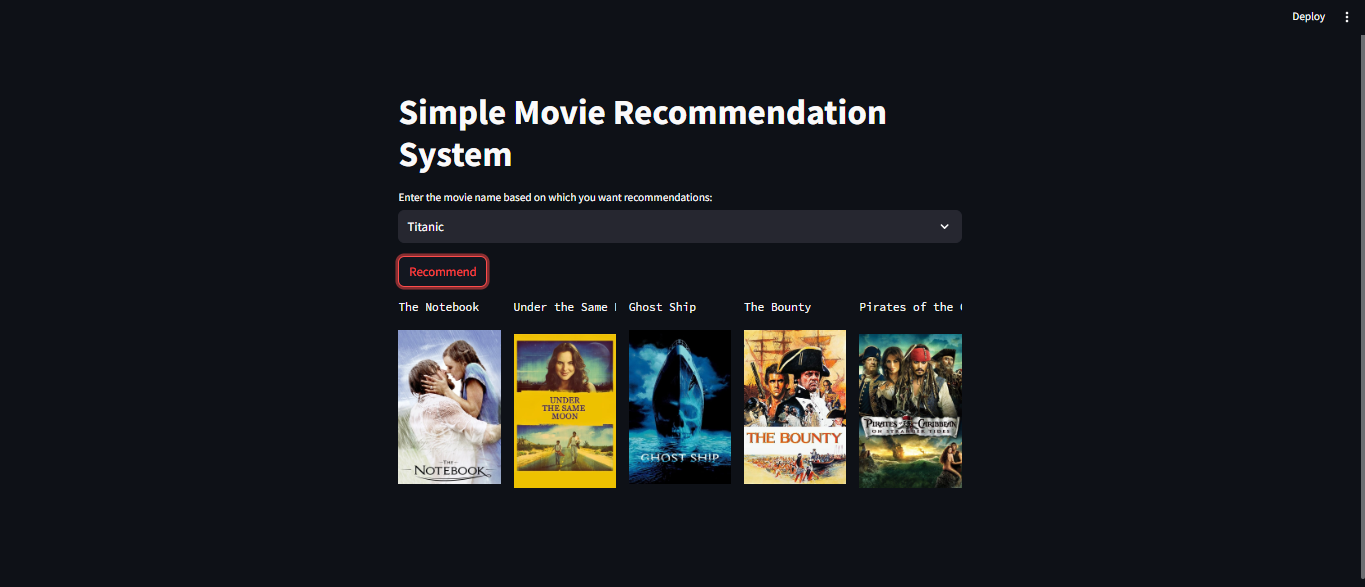 Deploy
Simple Movie Recommendation
System
Enter the movie name based on which you want recommendations:
Titanic
Recommend
The Notebook
Under the Same
Ghost Ship
The Bounty
Pirates of the
THE
NOTEBOOK
UNDER
THE SAME
MOON
GHOST SHIP
THE BOUNTY
PIRATES OF THE CARIBBEAN
ON STRANGER TIDES